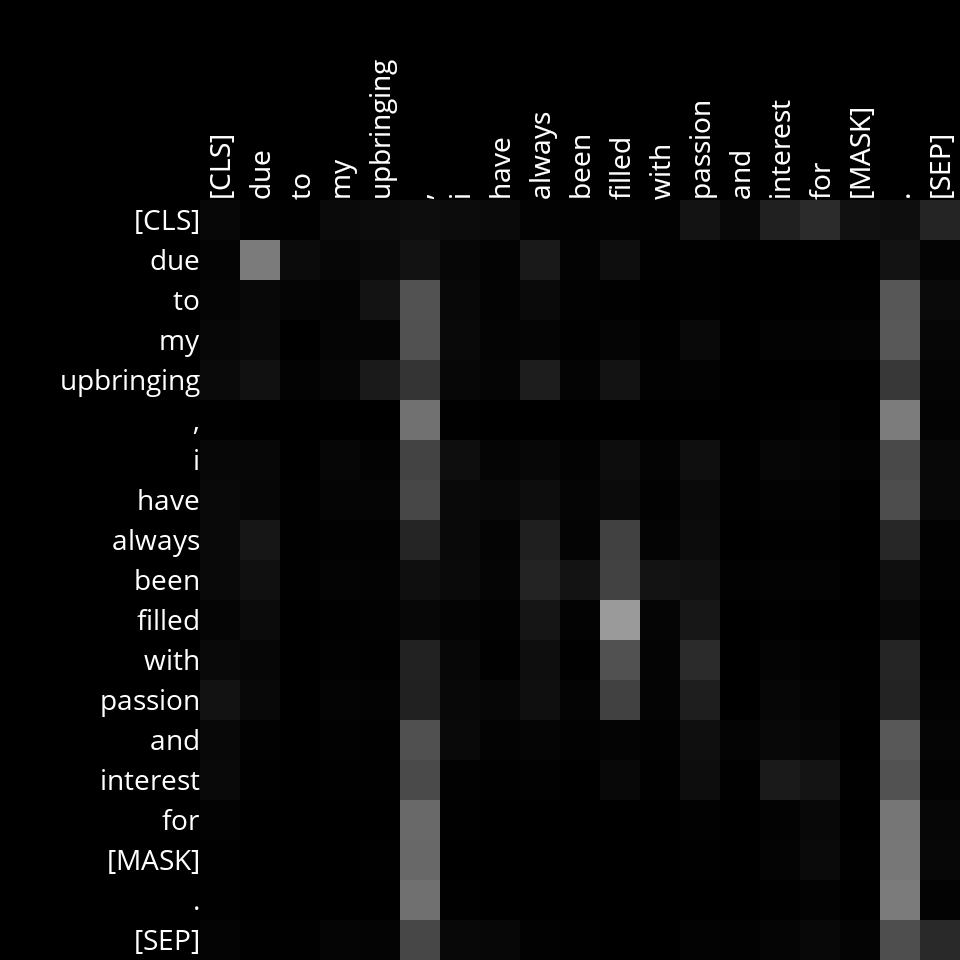 [CLS] due to my upbringing , i have always been filled with passion and interest for [MASK] . [SEP]
[CLS]
due
to
my
upbringing
,
i
have
always
been
filled
with
passion
and
interest
for
[MASK]
.
[SEP]